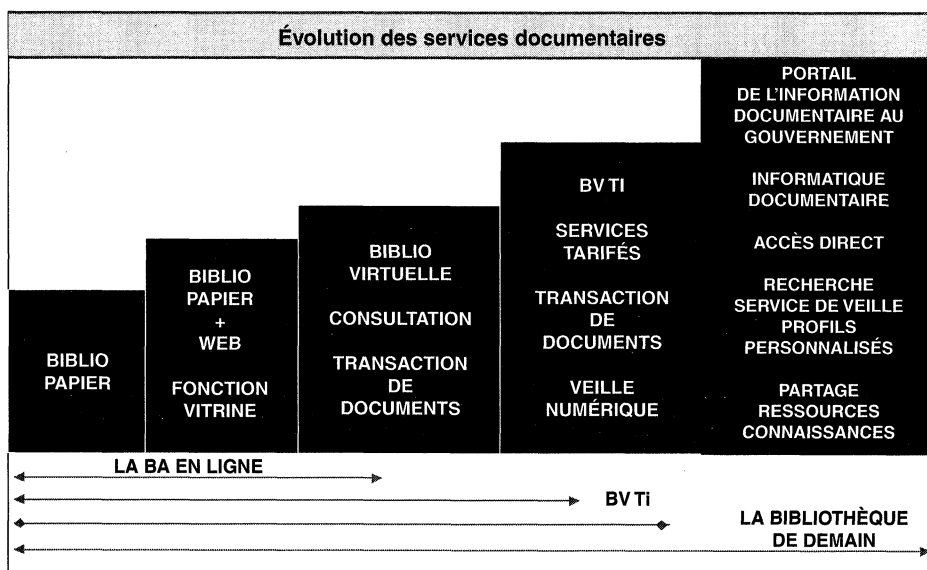 Évolution des services documentaires
BIBLIO
PAPIER
BIBLIO
PAPIER
+
WEB
FONCTION
VITRINE
BIBLIO
VIRTUELLE
CONSULTATION
TRANSACTION
DE
DOCUMENTS
BV TI
SERVICES
TARIFÉS
TRANSACTION
DE
DOCUMENTS
VEILLE
NUMÉRIQUE
PORTAIL
DE L'INFORMATION
DOCUMENTAIRE AU
GOUVERNEMENT
INFORMATIQUE
DOCUMENTAIRE
ACCÈS DIRECT
RECHERCHE
SERVICE DE VEILLE
PROFILS
PERSONNALISÉS
PARTAGE
RESSOURCES
CONNAISSANCES
LA BA EN LIGNE
BV Ti
LA BIBLIOTHÈQUE
DE DEMAIN